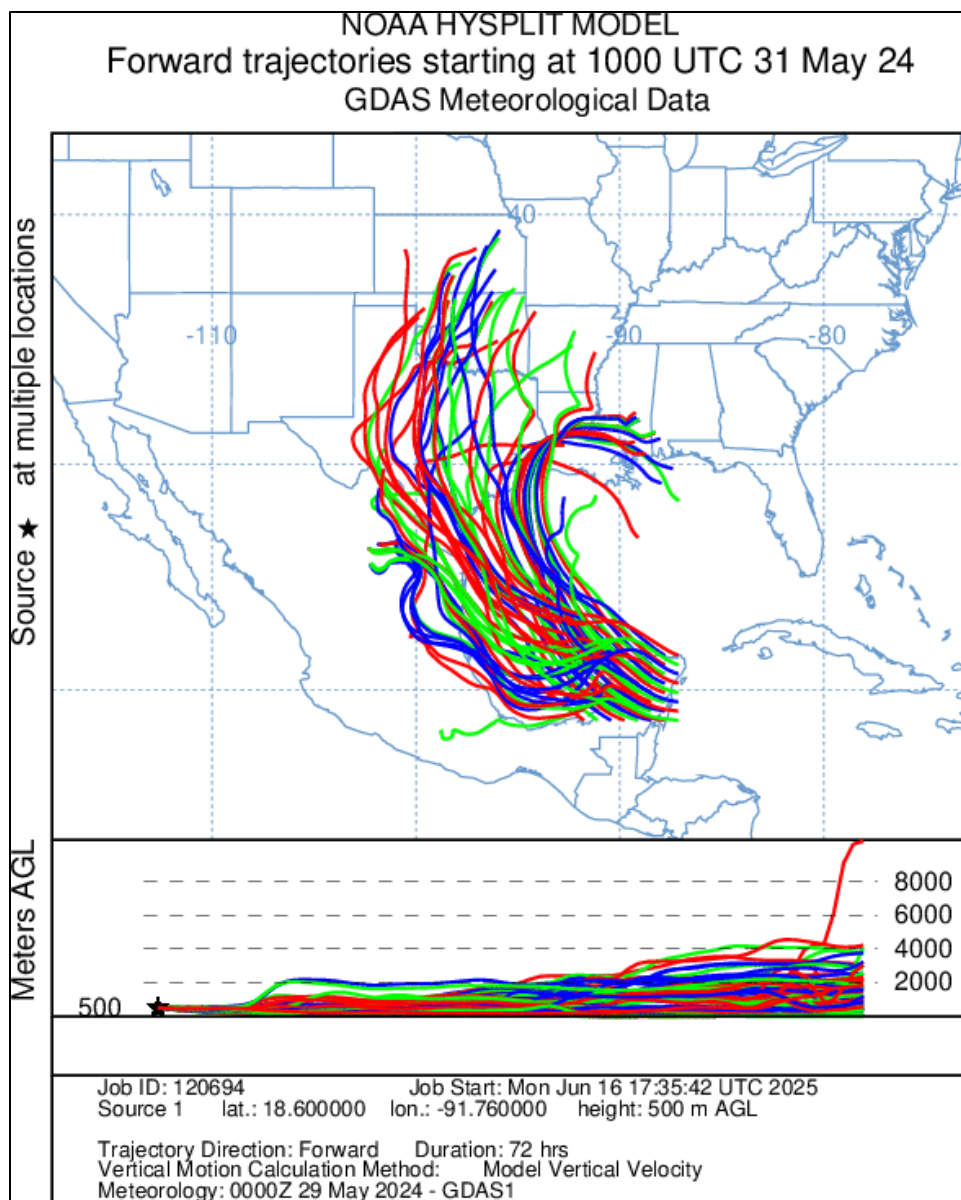 NOAA HYSPLIT MODEL
Forward trajectories starting at 1000 UTC 31 May 24
GDAS Meteorological Data
Source ★ at multiple locations
40
-110
-90
-80
Meters AGL
8000
6000
4000
2000
500
Job ID: 120694 Job Start: Mon Jun 16 17:35:42 UTC 2025
Source 1 lat.: 18.600000 lon.: -91.760000 height: 500 m AGL
Trajectory Direction: Forward Duration: 72 hrs
Vertical Motion Calculation Method: Model Vertical Velocity
Meteorology: 0000Z 29 May 2024 - GDAS1